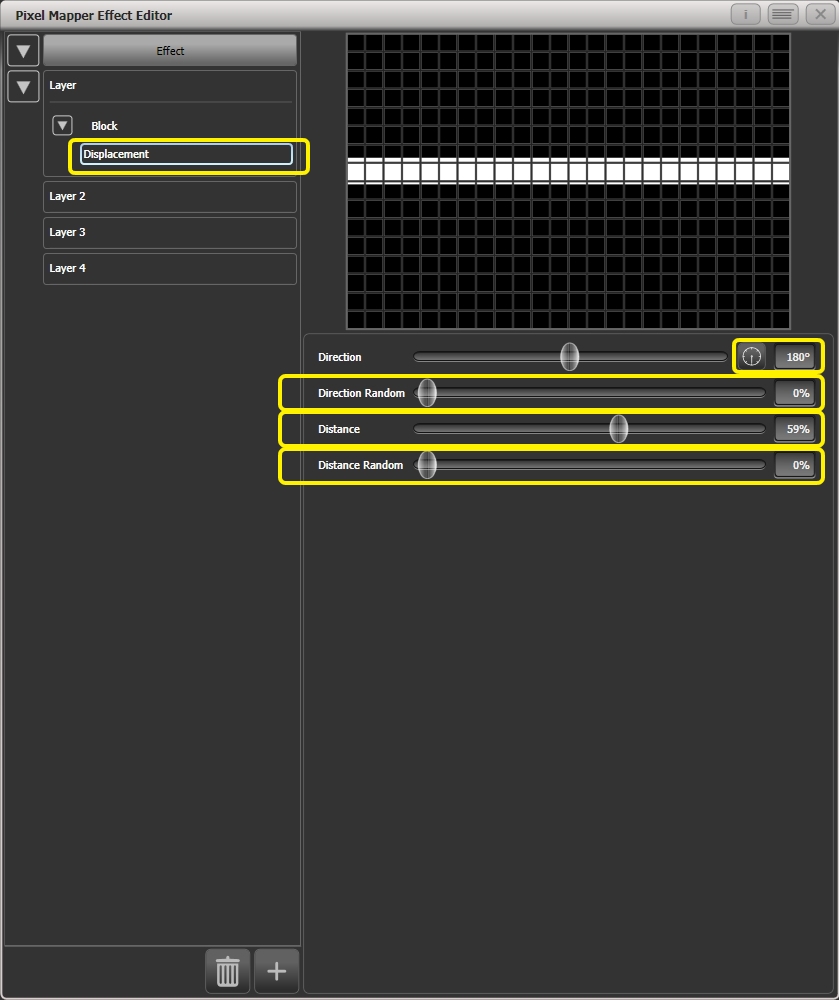 Pixel Mapper Effect Editor
i
Effect
Layer
Block
Displacement
Layer 2
Layer 3
Layer 4
Direction 180°
Direction Random 0%
Distance 59%
Distance Random 0%